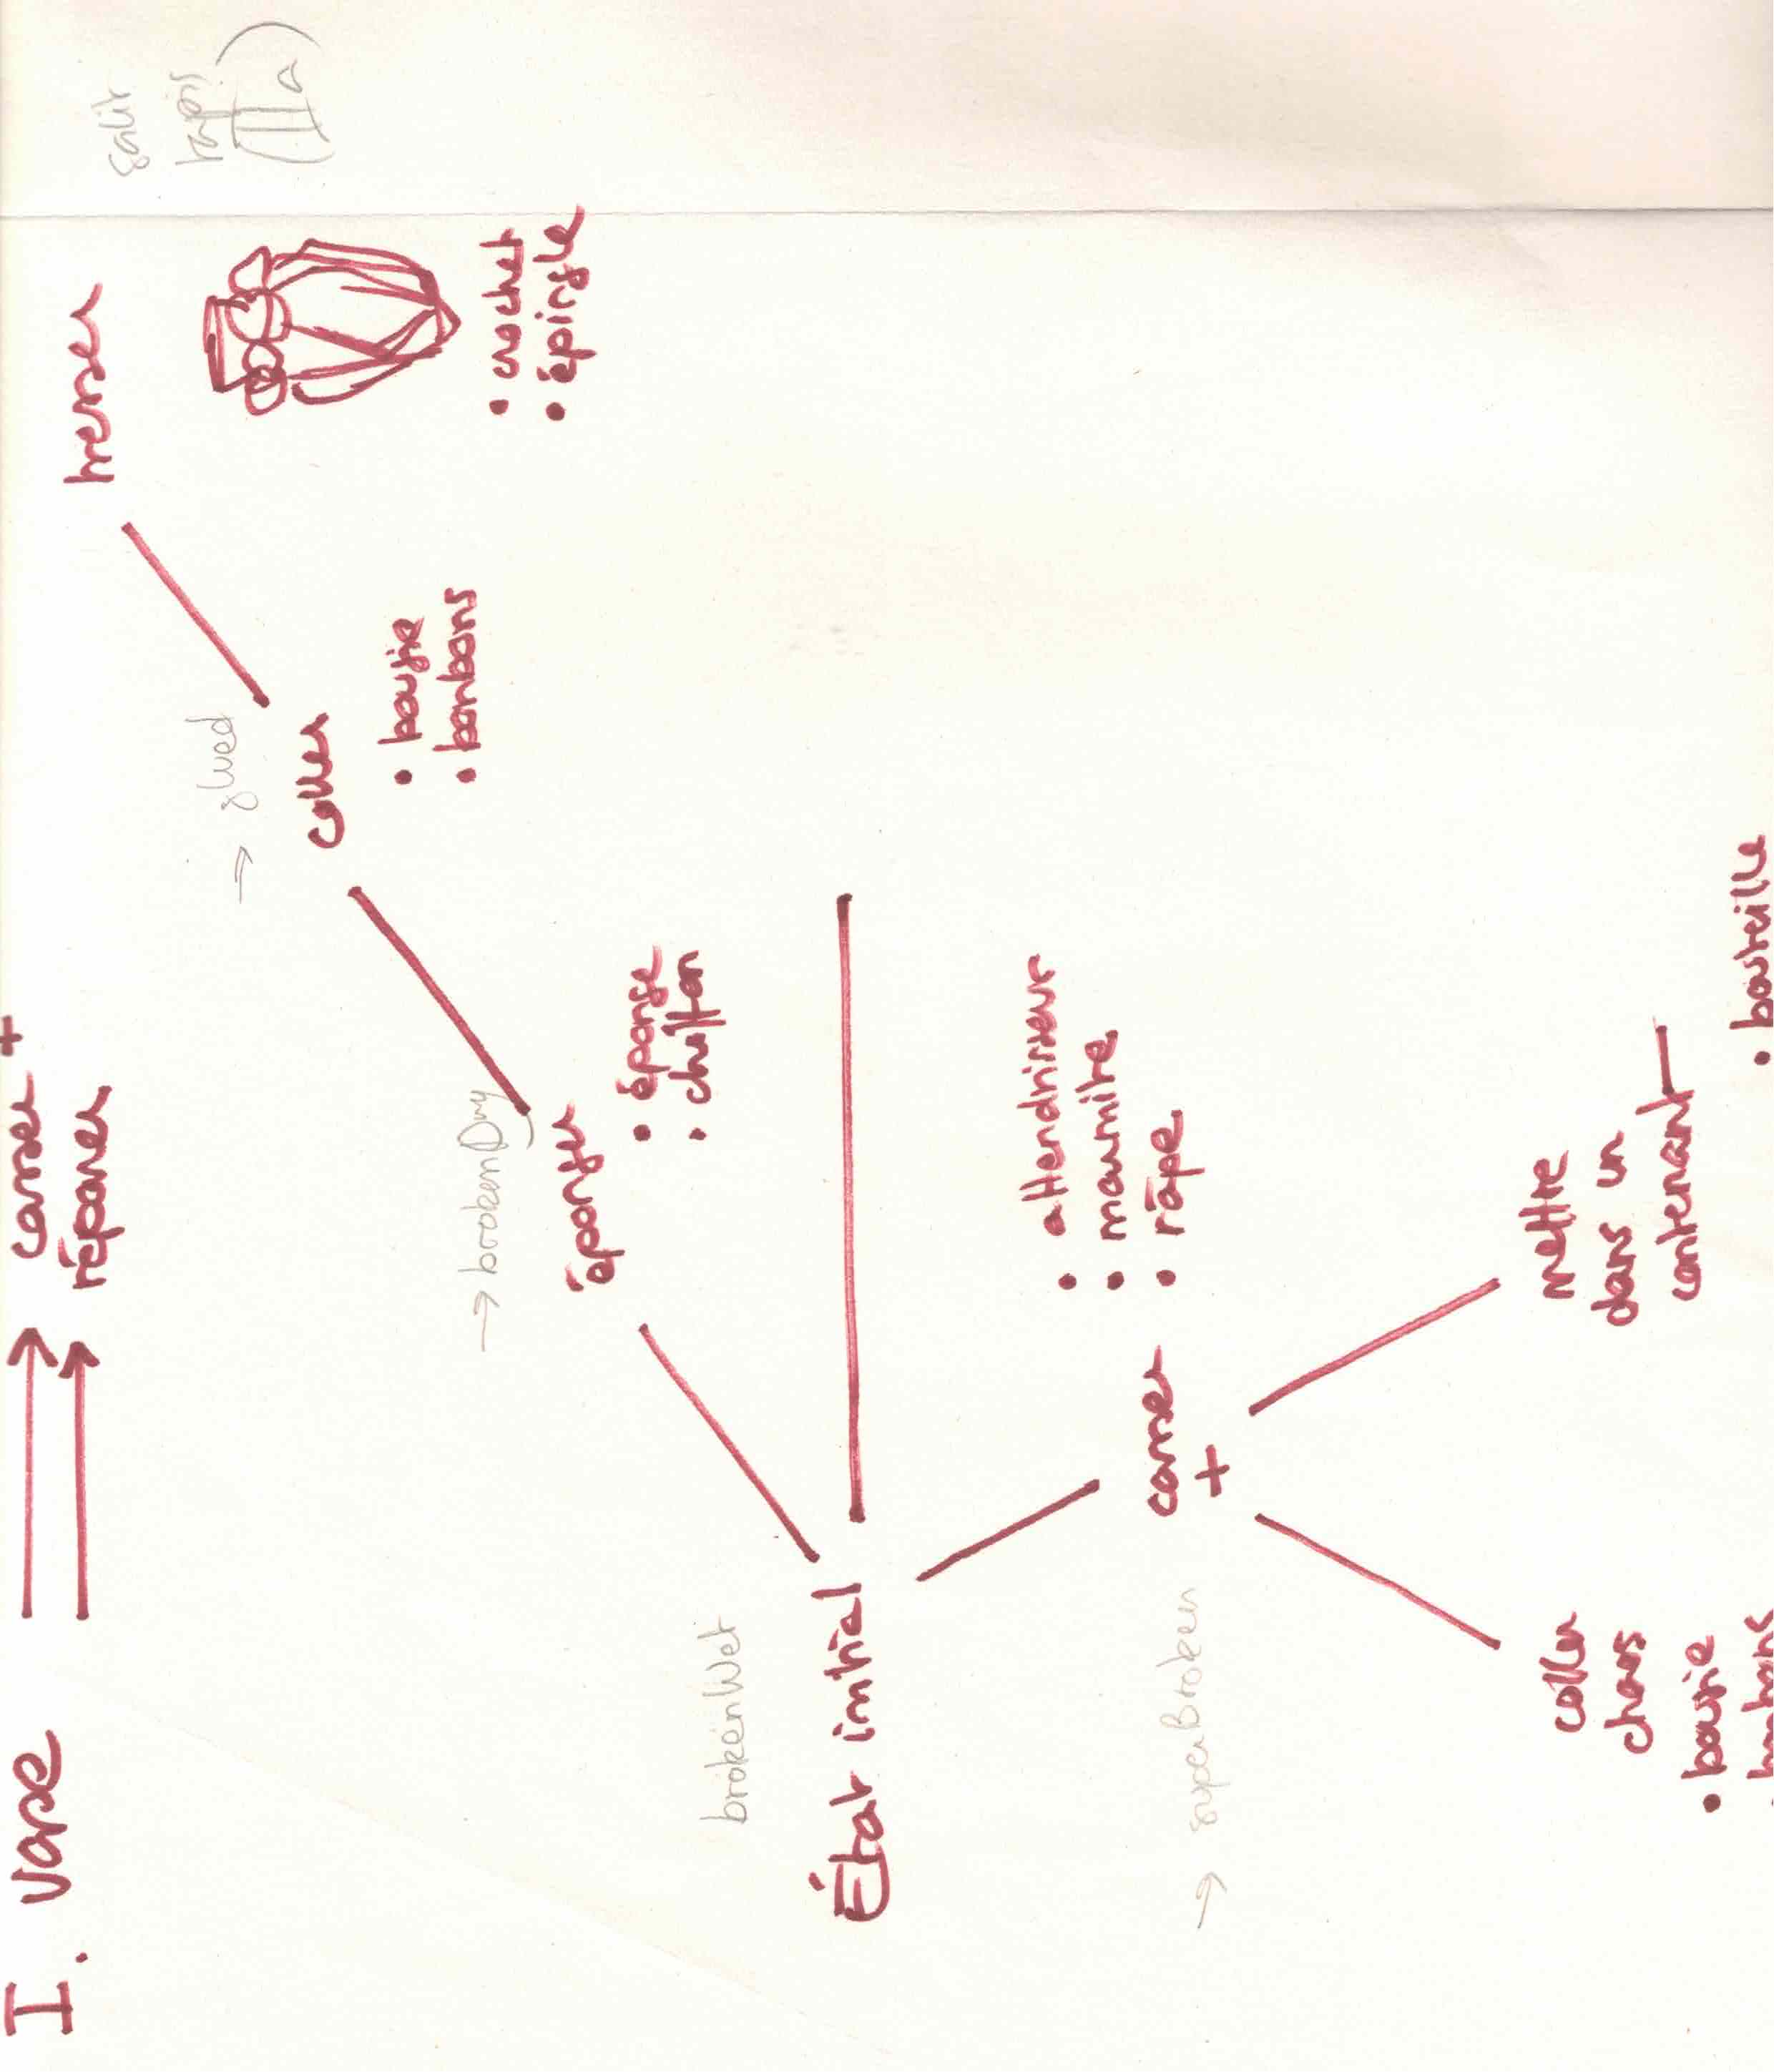 I. vase → casser +
→ réparer
tresser
salir
tapis
(IIa)
→ glued
coller
• bougie
• bonbons
• crochet
• épingle
→ brokenDry
éponger
• éponge
• chiffon
brokenWet
État initial
• attendrisseur
• marmite
• râpe
casser
+
→ superBroken
coller
chaos
• bougie
• bonbons
mettre
dans un
contenant
• bouteille